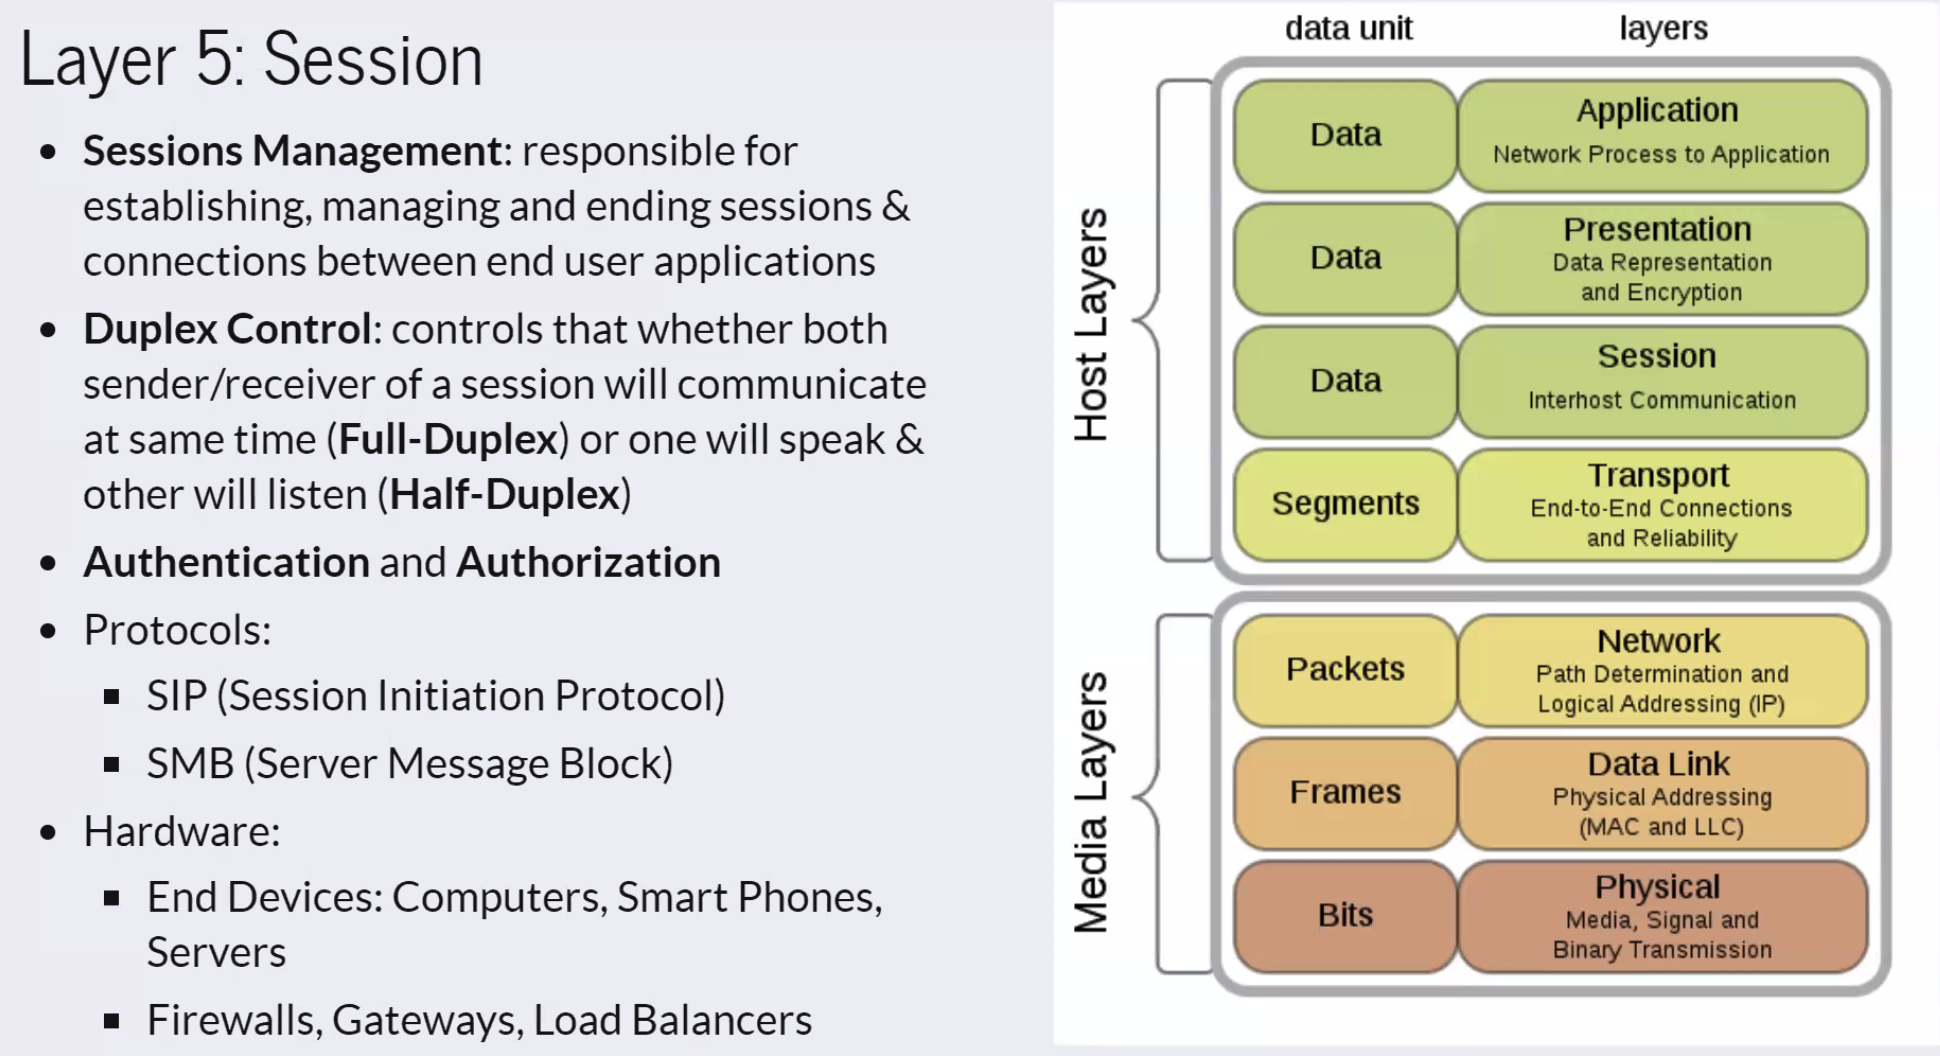 Layer 5: Session
• Sessions Management: responsible for
establishing, managing and ending sessions &
connections between end user applications
• Duplex Control: controls that whether both
sender/receiver of a session will communicate
at same time (Full-Duplex) or one will speak &
other will listen (Half-Duplex)
• Authentication and Authorization
• Protocols:
▪ SIP (Session Initiation Protocol)
▪ SMB (Server Message Block)
• Hardware:
▪ End Devices: Computers, Smart Phones,
Servers
▪ Firewalls, Gateways, Load Balancers
data unit layers
Host Layers
Data
Application
Network Process to Application
Data
Presentation
Data Representation
and Encryption
Data
Session
Interhost Communication
Segments
Transport
End-to-End Connections
and Reliability
Media Layers
Packets
Network
Path Determination and
Logical Addressing (IP)
Frames
Data Link
Physical Addressing
(MAC and LLC)
Bits
Physical
Media, Signal and
Binary Transmission